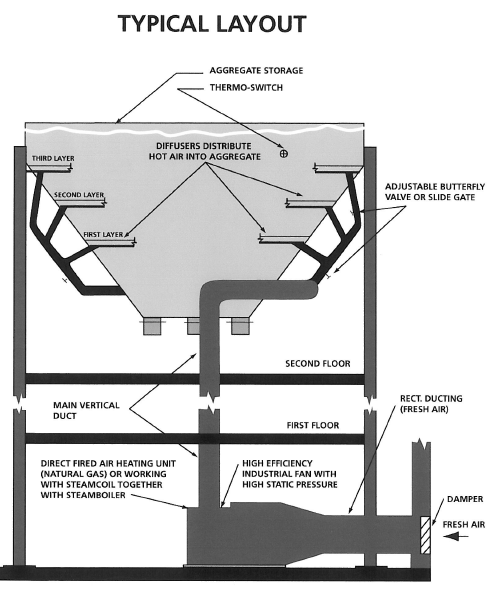 TYPICAL LAYOUT
AGGREGATE STORAGE
THERMO-SWITCH
DIFFUSERS DISTRIBUTE
HOT AIR INTO AGGREGATE
THIRD LAYER
SECOND LAYER
FIRST LAYER
ADJUSTABLE BUTTERFLY
VALVE OR SLIDE GATE
SECOND FLOOR
MAIN VERTICAL
DUCT
RECT. DUCTING
(FRESH AIR)
FIRST FLOOR
DIRECT FIRED AIR HEATING UNIT
(NATURAL GAS) OR WORKING
WITH STEAMCOIL TOGETHER
WITH STEAMBOILER
HIGH EFFICIENCY
INDUSTRIAL FAN WITH
HIGH STATIC PRESSURE
DAMPER
FRESH AIR